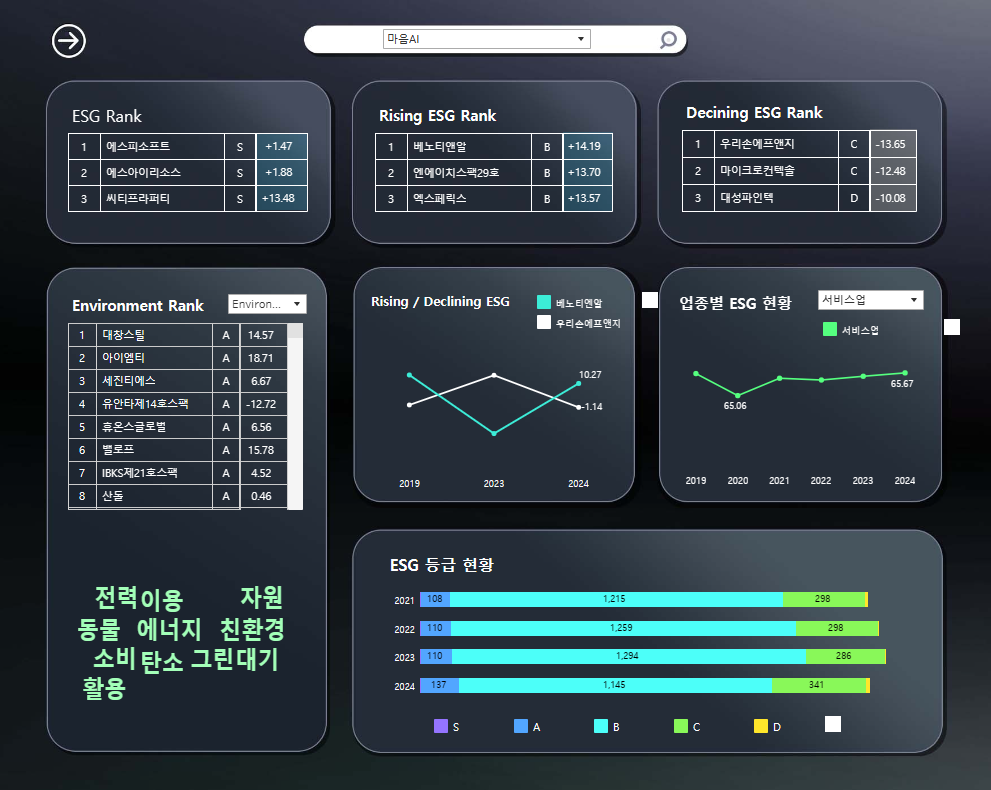 마음AI
ESG Rank
1 에스피소프트 S +1.47
2 에스아이리소스 S +1.88
3 씨티프라퍼티 S +13.48
Rising ESG Rank
1 베노티앤알 B +14.19
2 엔에이치스팩29호 B +13.70
3 엑스페릭스 B +13.57
Decining ESG Rank
1 우리손에프앤지 C -13.65
2 마이크로컨텍솔 C -12.48
3 대성파인텍 D -10.08
Environment Rank Environ...
1 대창스틸 A 14.57
2 아이엠티 A 18.71
3 세진티에스 A 6.67
4 유안타제14호스팩 A -12.72
5 휴온스글로벌 A 6.56
6 밸로프 A 15.78
7 IBKS제21호스팩 A 4.52
8 산돌 A 0.46
전력 이용 자원
동물 에너지 친환경
소비 탄소 그린 대기
활용
Rising / Declining ESG
베노티앤알
우리손에프앤지
10.27
-1.14
2019 2023 2024
업종별 ESG 현황 서비스업
서비스업
65.06
65.67
2019 2020 2021 2022 2023 2024
ESG 등급 현황
2021 108 1,215 298
2022 110 1,259 298
2023 110 1,294 286
2024 137 1,145 341
S A B C D